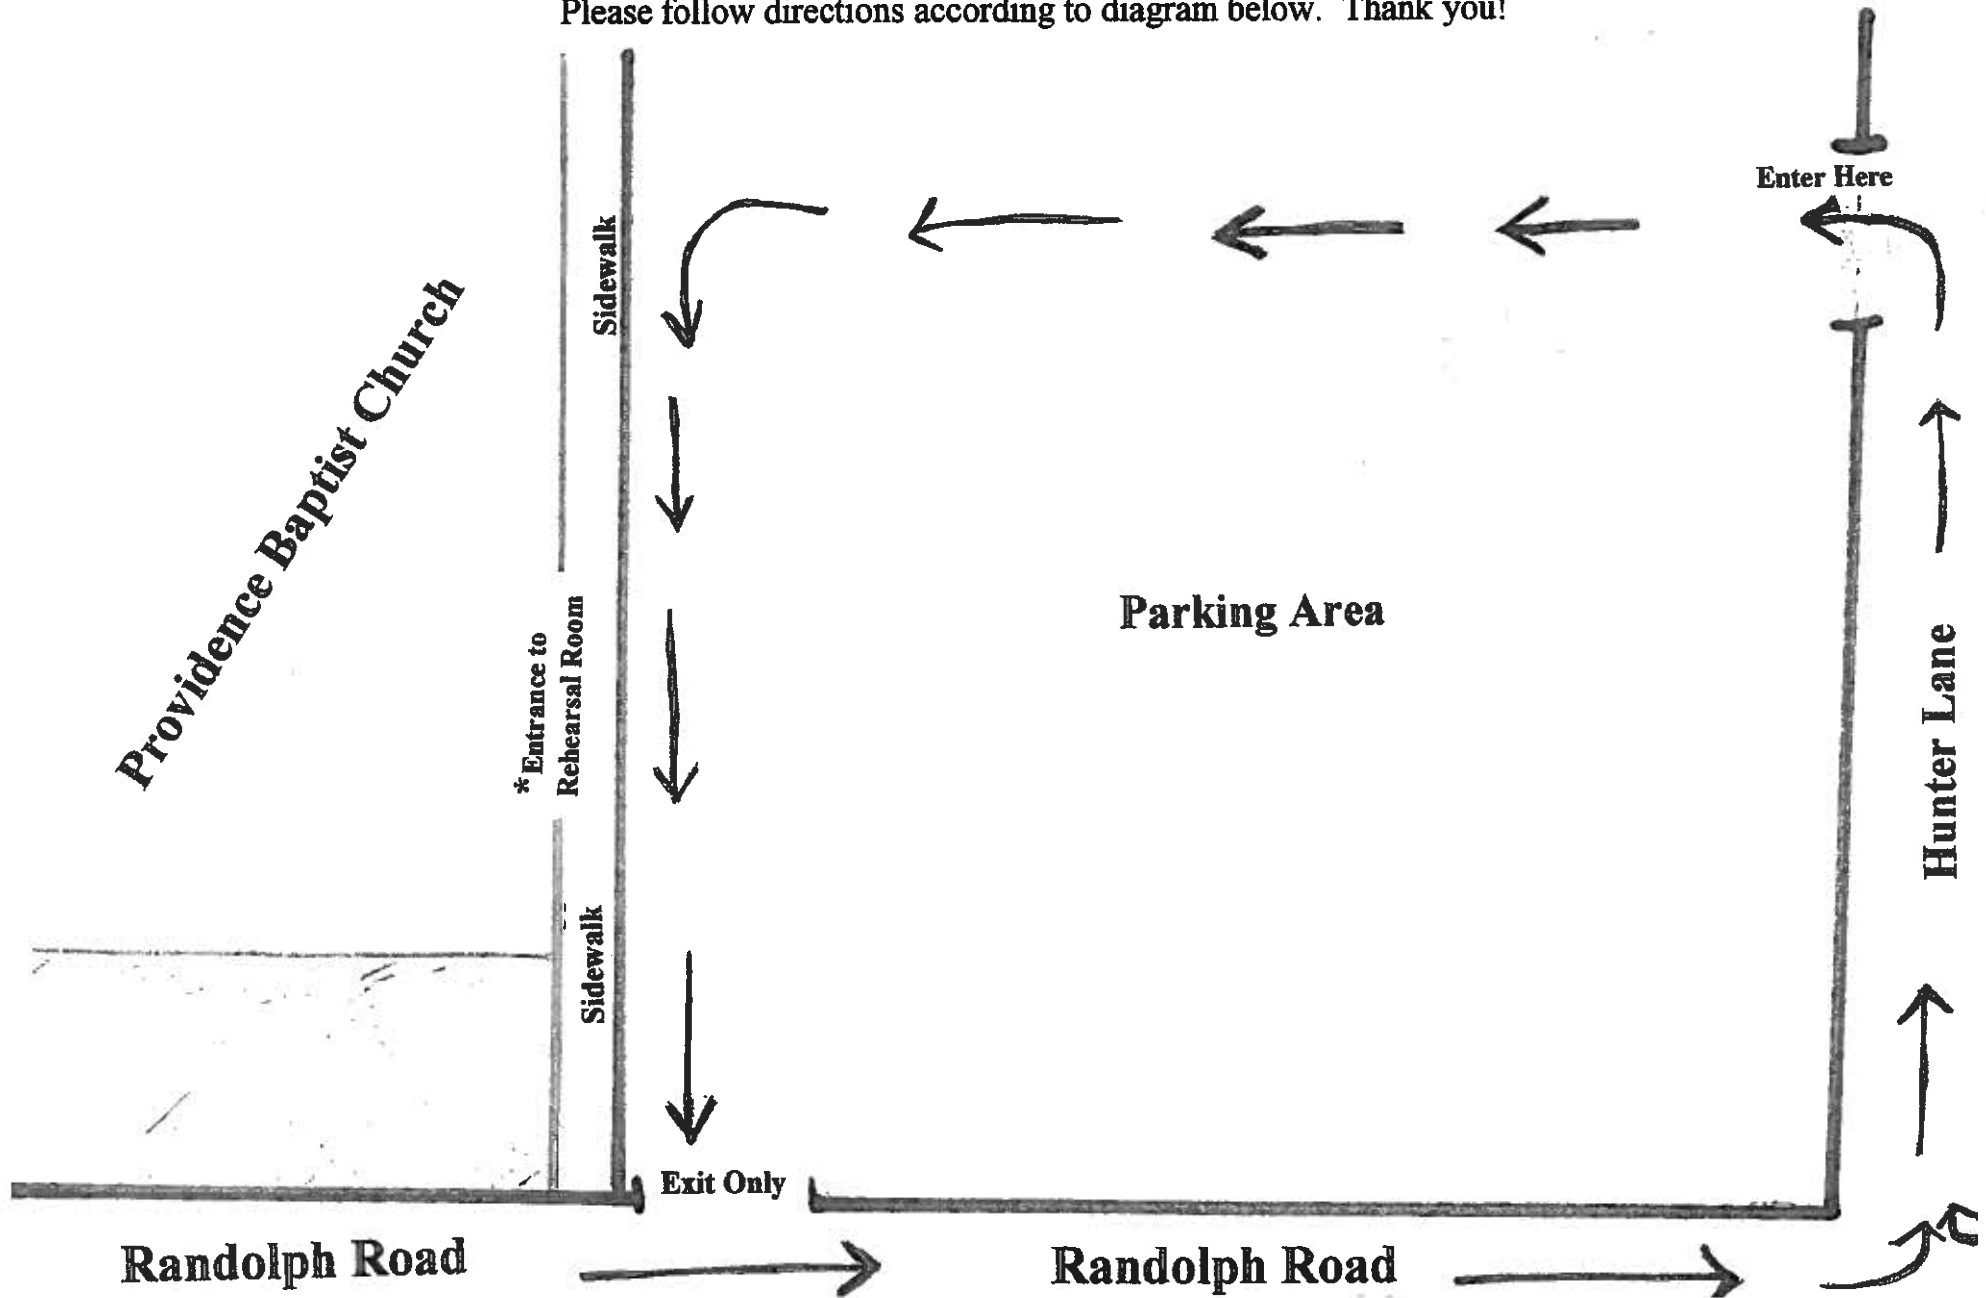 Please follow directions according to diagram below. Thank you!
Enter Here
Sidewalk
Providence Baptist Church
Parking Area
*Entrance to
Rehearsal Room
Hunter Lane
Sidewalk
Exit Only
Randolph Road
Randolph Road